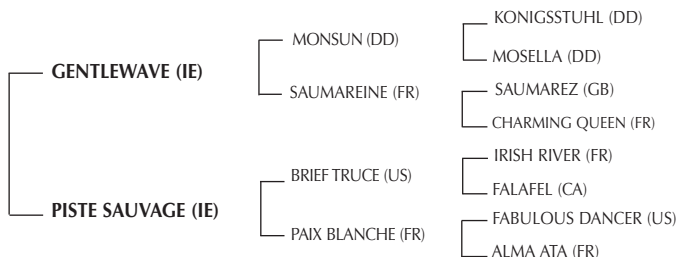 KONIGSSTUHL (DD)
MONSUN (DD)
MOSELLA (DD)
GENTLEWAVE (IE)
SAUMAREZ (GB)
SAUMAREINE (FR)
CHARMING QUEEN (FR)
IRISH RIVER (FR)
BRIEF TRUCE (US)
FALAFEL (CA)
PISTE SAUVAGE (IE)
FABULOUS DANCER (US)
PAIX BLANCHE (FR)
ALMA ATA (FR)